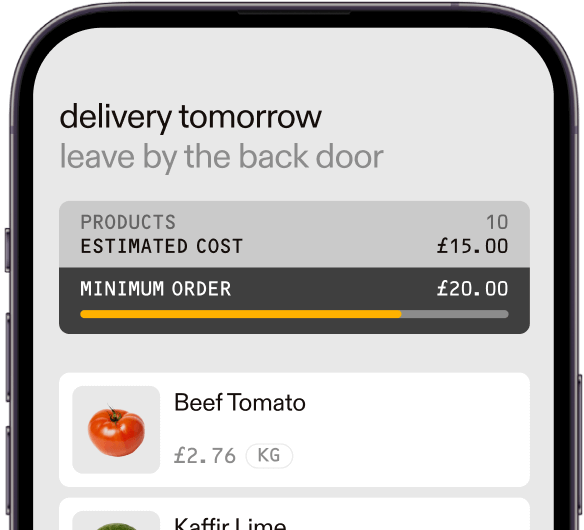 delivery tomorrow
leave by the back door
PRODUCTS 10
ESTIMATED COST £15.00
MINIMUM ORDER £20.00
Beef Tomato
£2.76 KG
Kaffir Lime